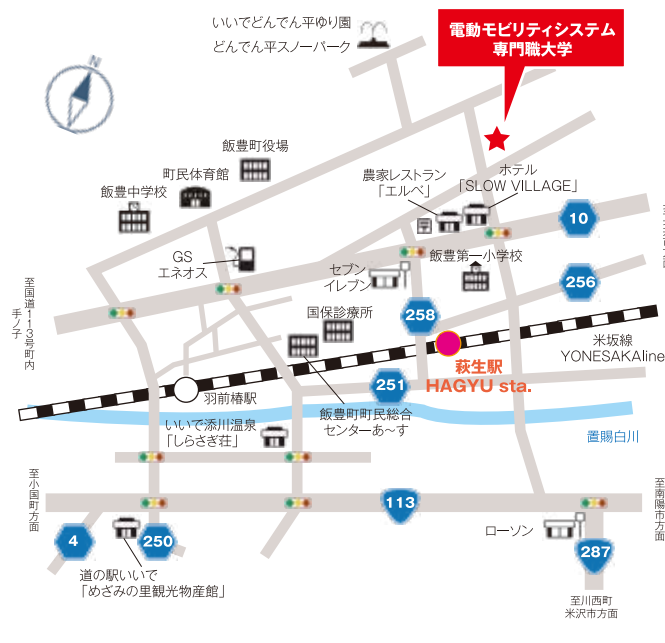 いいでどんでん平ゆり園
どんでん平スノーパーク
電動モビリティシステム
専門職大学
N
飯豊町役場
町民体育館
飯豊中学校
農家レストラン
「エルベ」
ホテル
「SLOW VILLAGE」
10
GS
エネオス
セブン
イレブン
飯豊第一小学校
256
至国道113号町内
手ノ子
国保診療所
258
米坂線
YONESAKAline
萩生駅
HAGYU sta.
251
羽前椿駅
飯豊町町民総合
センターあ～す
いいで添川温泉
「しらさぎ荘」
置賜白川
至小国町方面
113
至南陽市方面
4
250
ローソン
287
道の駅いいで
「めざみの里観光物産館」
至川西町
米沢市方面